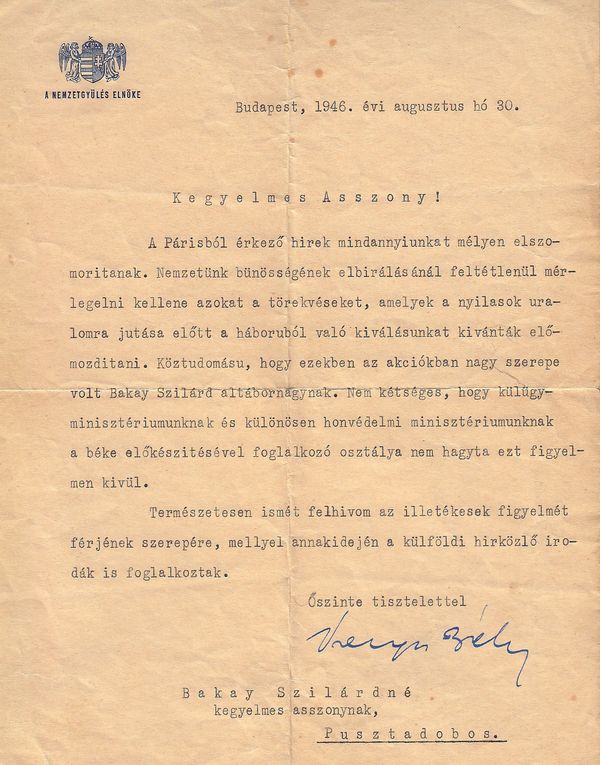 A NEMZETGYÜLÉS ELNÖKE
Budapest, 1946. évi augusztus hó 30.
Kegyelmes Asszony!
A Párisból érkező hirek mindannyiunkat mélyen elszo-
moritanak. Nemzetünk bünösségének elbirálásánál feltétlenül mér-
legelni kellene azokat a törekvéseket, amelyek a nyilasok ura-
lomra jutása előtt a háboruból való kiválásunkat kivánták elő-
mozditani. Köztudomásu, hogy ezekben az akciókban nagy szerepe
volt Bakay Szilárd altábornagynak. Nem kétséges, hogy külügy-
minisztériumunknak és különösen honvédelmi minisztériumunknak
a béke előkészitésével foglalkozó osztálya nem hagyta ezt figyel-
men kivül.
Természetesen ismét felhivom az illetékesek figyelmét
férjének szerepére, mellyel annakidején a külföldi hirközlő iro-
dák is foglalkoztak.
Őszinte tisztelettel
Varga Béla
Bakay Szilárdné
kegyelmes asszonynak,
Pusztadobos.